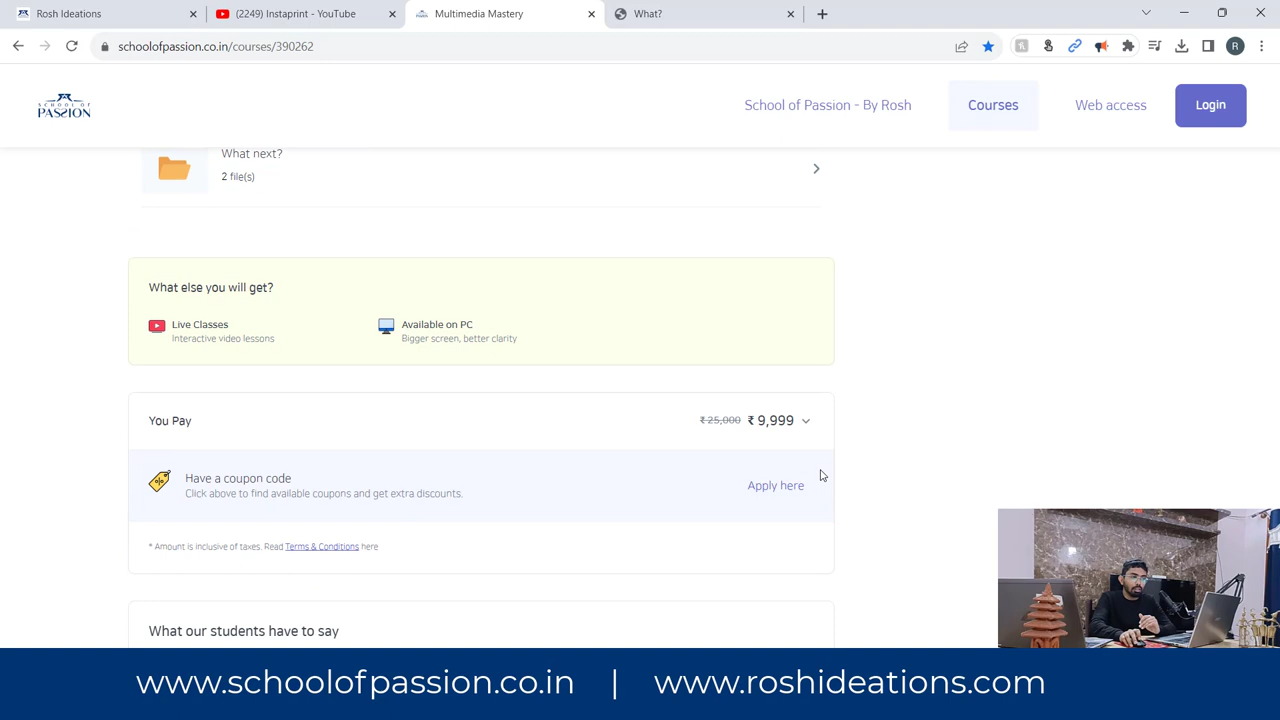 Rosh Ideations
(2249) Instaprint - YouTube
Multimedia Mastery
What?
schoolofpassion.co.in/courses/390262
R
SCHOOL OF
PASSION
School of Passion - By Rosh
Courses
Web access
Login
What next?
2 file(s)
What else you will get?
Live Classes
Interactive video lessons
Available on PC
Bigger screen, better clarity
You Pay
₹ 25,000 ₹ 9,999
Have a coupon code
Click above to find available coupons and get extra discounts.
Apply here
* Amount is inclusive of taxes. Read Terms & Conditions here
What our students have to say
www.schoolofpassion.co.in | www.roshideations.com